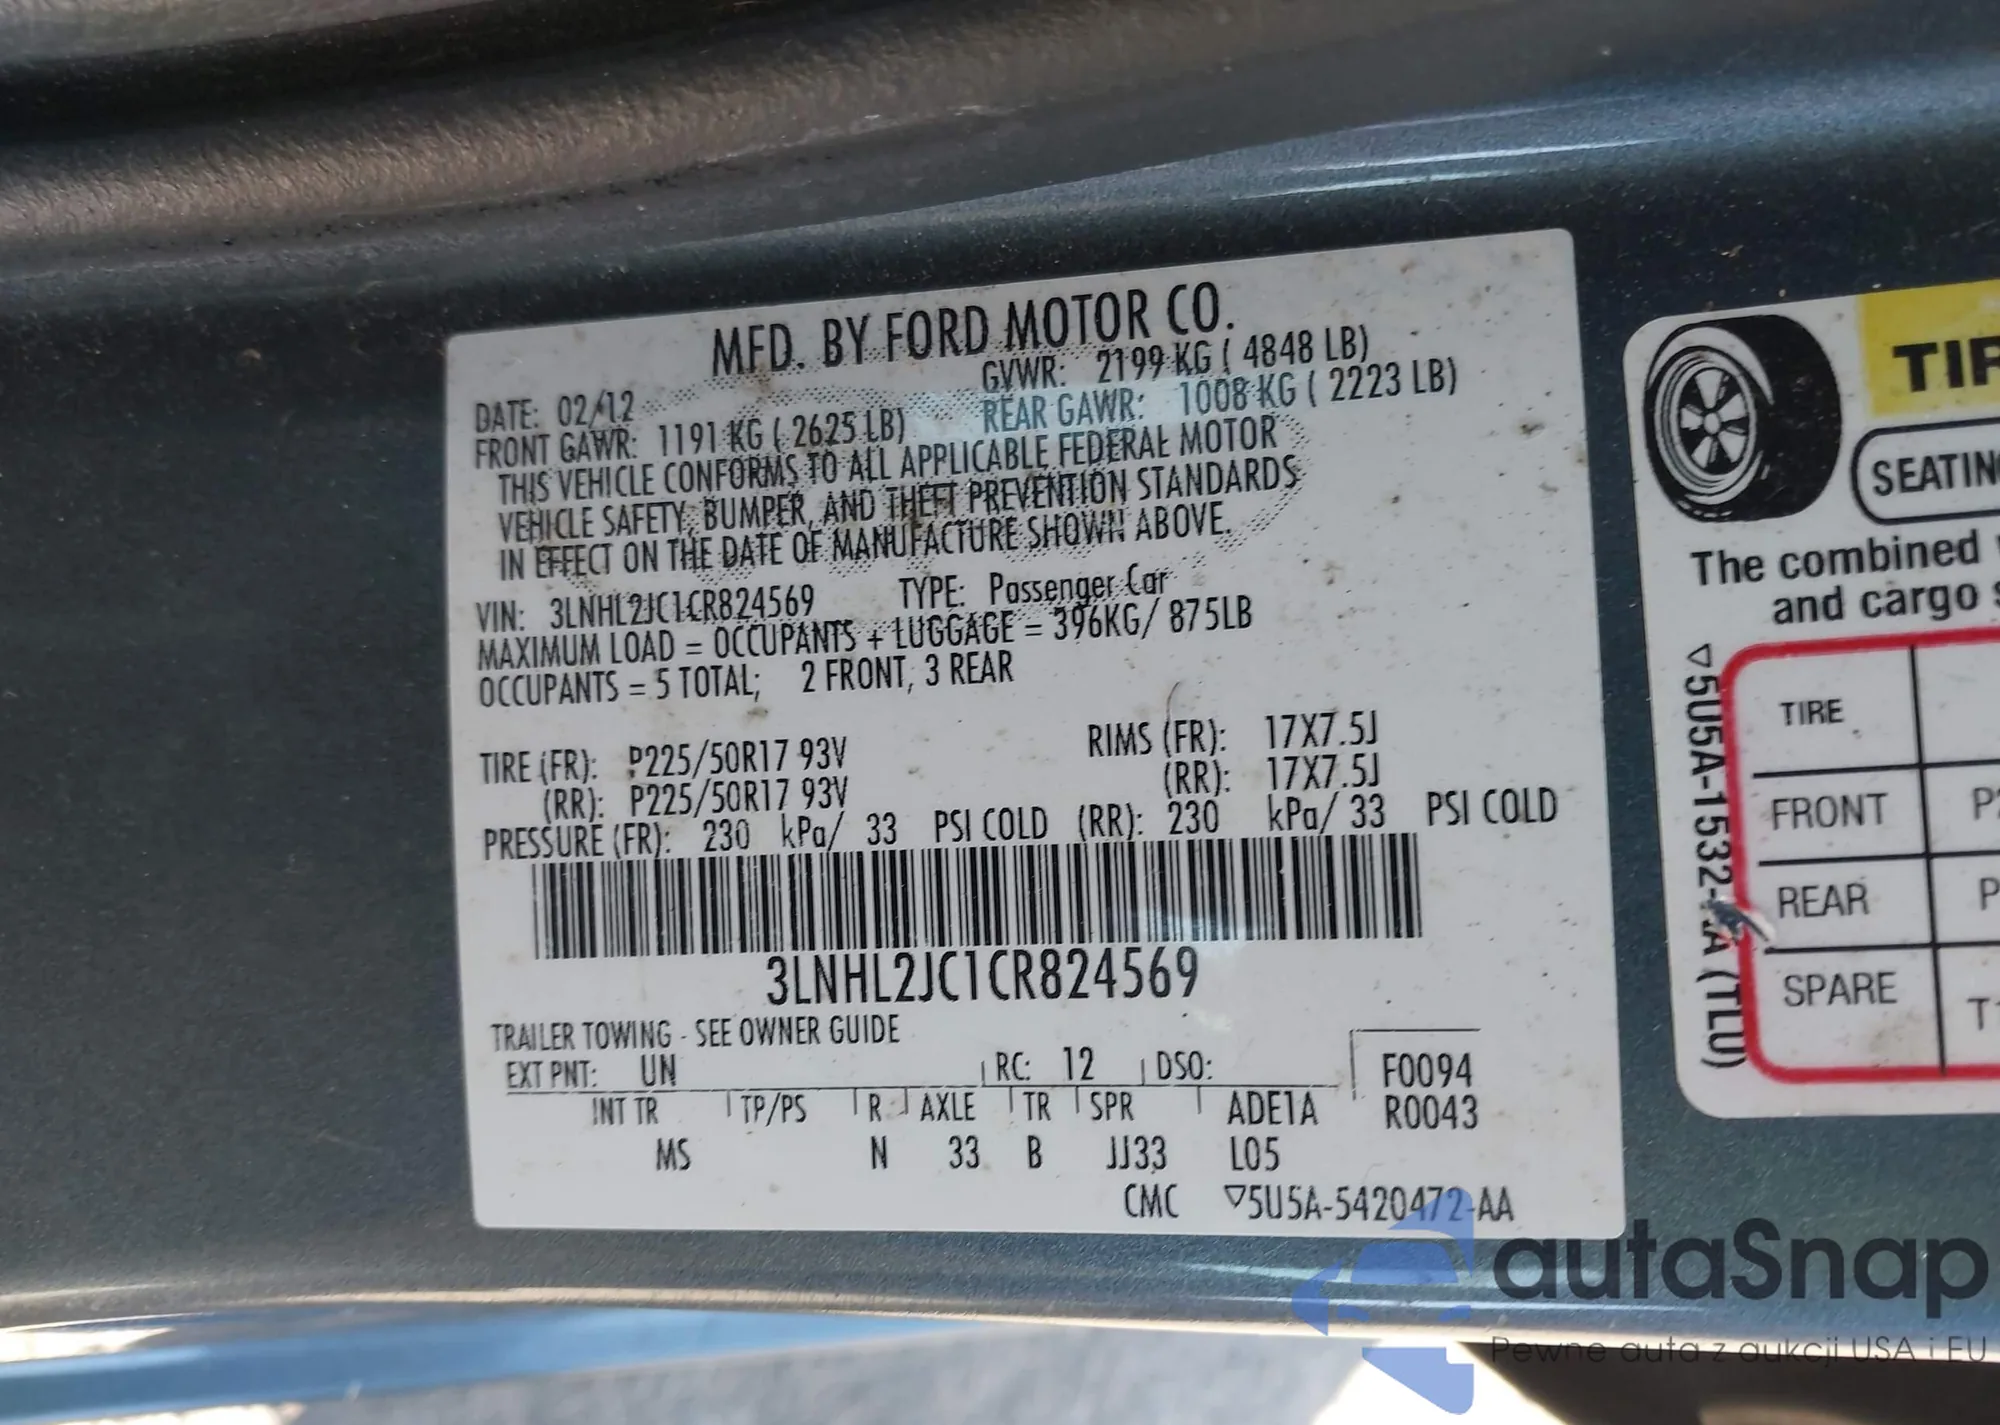 MFD. BY FORD MOTOR CO.
DATE: 02/12 GVWR: 2199 KG ( 4848 LB)
FRONT GAWR: 1191 KG ( 2625 LB) REAR GAWR: 1008 KG ( 2223 LB)
THIS VEHICLE CONFORMS TO ALL APPLICABLE FEDERAL MOTOR
VEHICLE SAFETY, BUMPER, AND THEFT PREVENTION STANDARDS
IN EFFECT ON THE DATE OF MANUFACTURE SHOWN ABOVE.
VIN: 3LNHL2JC1CR824569 TYPE: Passenger Car
MAXIMUM LOAD = OCCUPANTS + LUGGAGE = 396KG/ 875LB
OCCUPANTS = 5 TOTAL; 2 FRONT, 3 REAR
TIRE (FR): P225/50R17 93V RIMS (FR): 17X7.5J
(RR): P225/50R17 93V (RR): 17X7.5J
PRESSURE (FR): 230 kPa/ 33 PSI COLD (RR): 230 kPa/ 33 PSI COLD
3LNHL2JC1CR824569
TRAILER TOWING - SEE OWNER GUIDE
EXT PNT: UN RC: 12 DSO: F0094
INT TR TP/PS R AXLE TR SPR ADE1A R0043
MS N 33 B JJ33 L05
CMC ▽5U5A-5420472-AA
TIR
SEATIN
The combined
and cargo
TIRE
FRONT P2
REAR P
SPARE T1
▽5U5A-1532- A (TLU)
autaSnap
Pewne auta z aukcji USA i EU